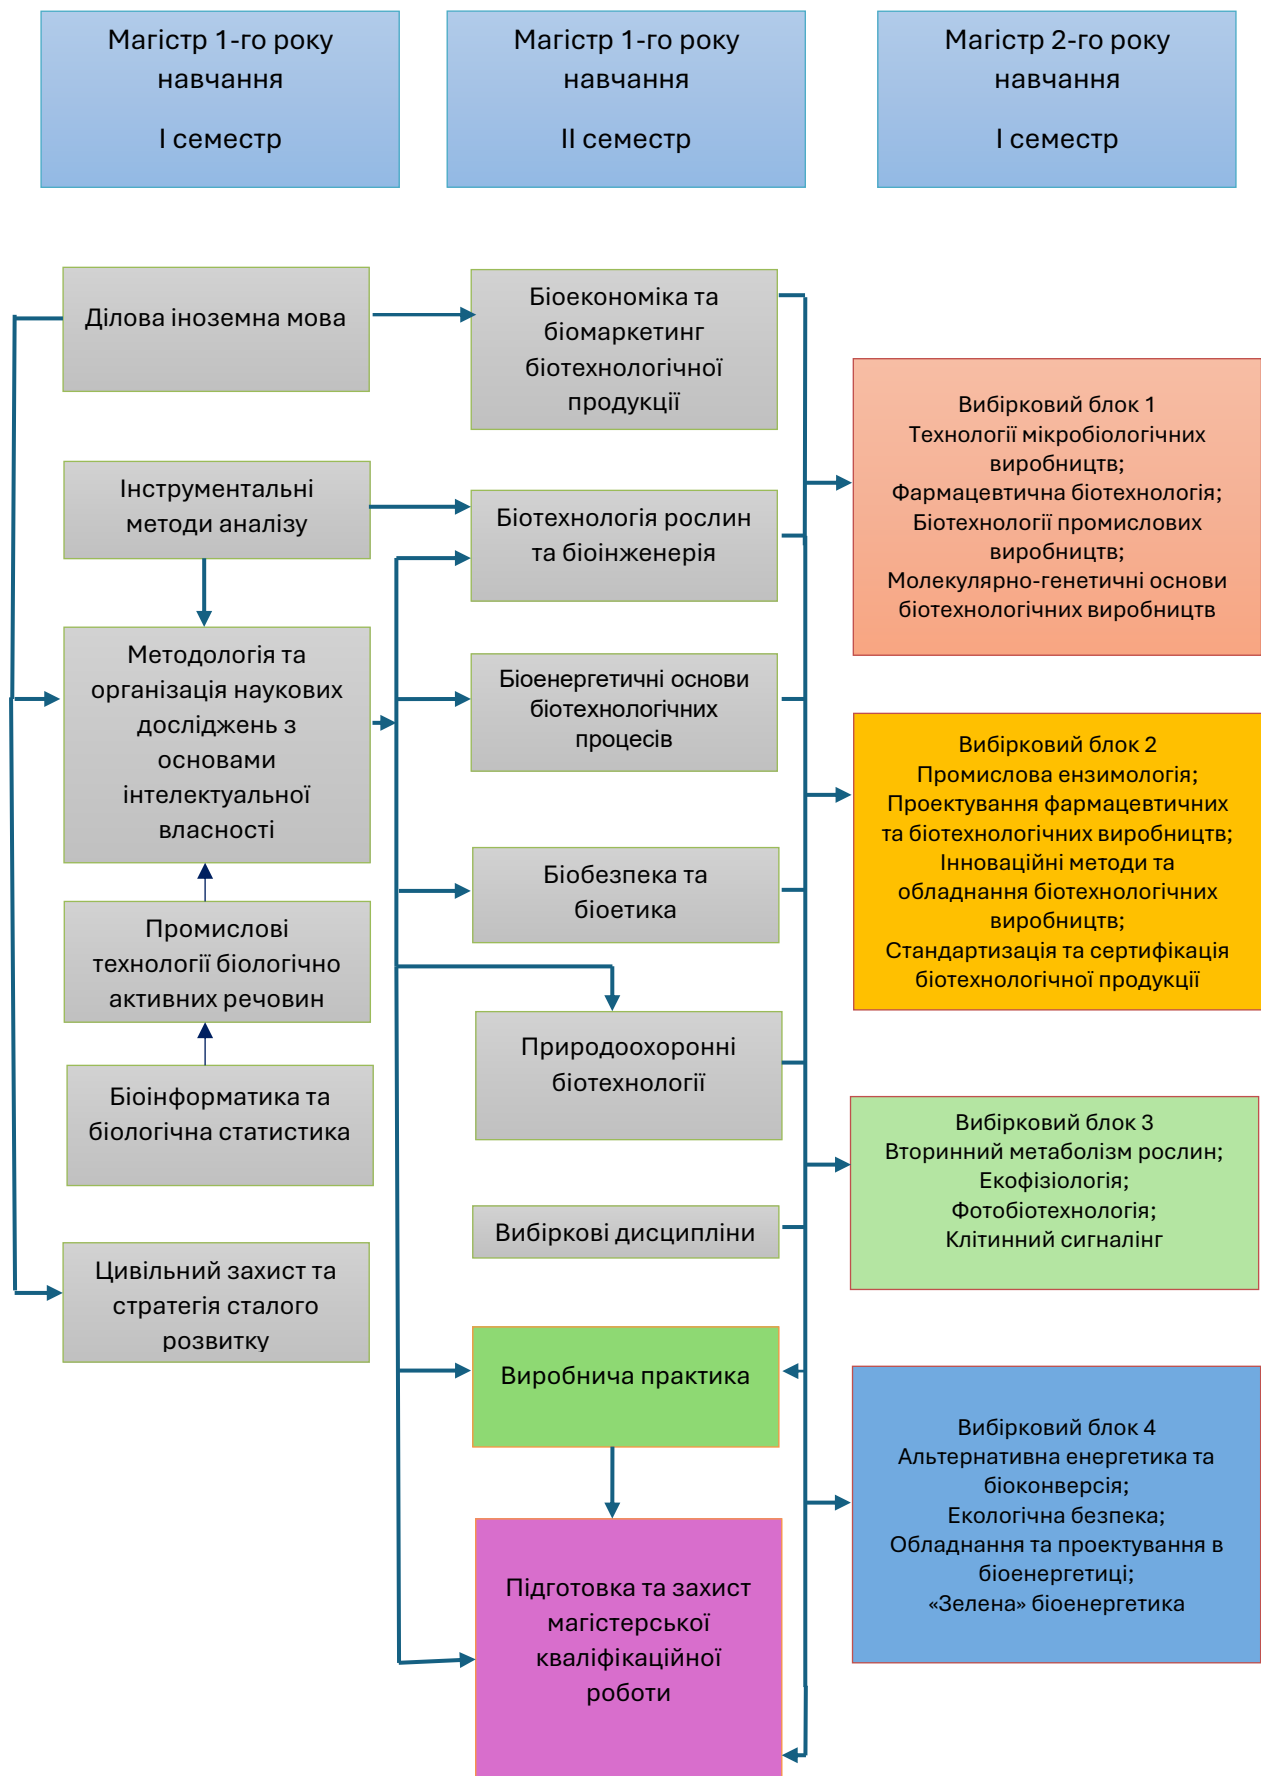 Магістр 1-го року
навчання
І семестр
Магістр 1-го року
навчання
ІІ семестр
Магістр 2-го року
навчання
І семестр
Ділова іноземна мова
Інструментальні
методи аналізу
Методологія та
організація наукових
досліджень з
основами
інтелектуальної
власності
Промислові
технології біологічно
активних речовин
Біоінформатика та
біологічна статистика
Цивільний захист та
стратегія сталого
розвитку
Біоекономіка та
біомаркетинг
біотехнологічної
продукції
Біотехнологія рослин
та біоінженерія
Біоенергетичні основи
біотехнологічних
процесів
Біобезпека та
біоетика
Природоохоронні
біотехнології
Вибіркові дисципліни
Виробнича практика
Підготовка та захист
магістерської
кваліфікаційної
роботи
Вибірковий блок 1
Технології мікробіологічних
виробництв;
Фармацевтична біотехнологія;
Біотехнології промислових
виробництв;
Молекулярно-генетичні основи
біотехнологічних виробництв
Вибірковий блок 2
Промислова ензимологія;
Проектування фармацевтичних
та біотехнологічних виробництв;
Інноваційні методи та
обладнання біотехнологічних
виробництв;
Стандартизація та сертифікація
біотехнологічної продукції
Вибірковий блок 3
Вторинний метаболізм рослин;
Екофізіологія;
Фотобіотехнологія;
Клітинний сигналінг
Вибірковий блок 4
Альтернативна енергетика та
біоконверсія;
Екологічна безпека;
Обладнання та проектування в
біоенергетиці;
«Зелена» біоенергетика